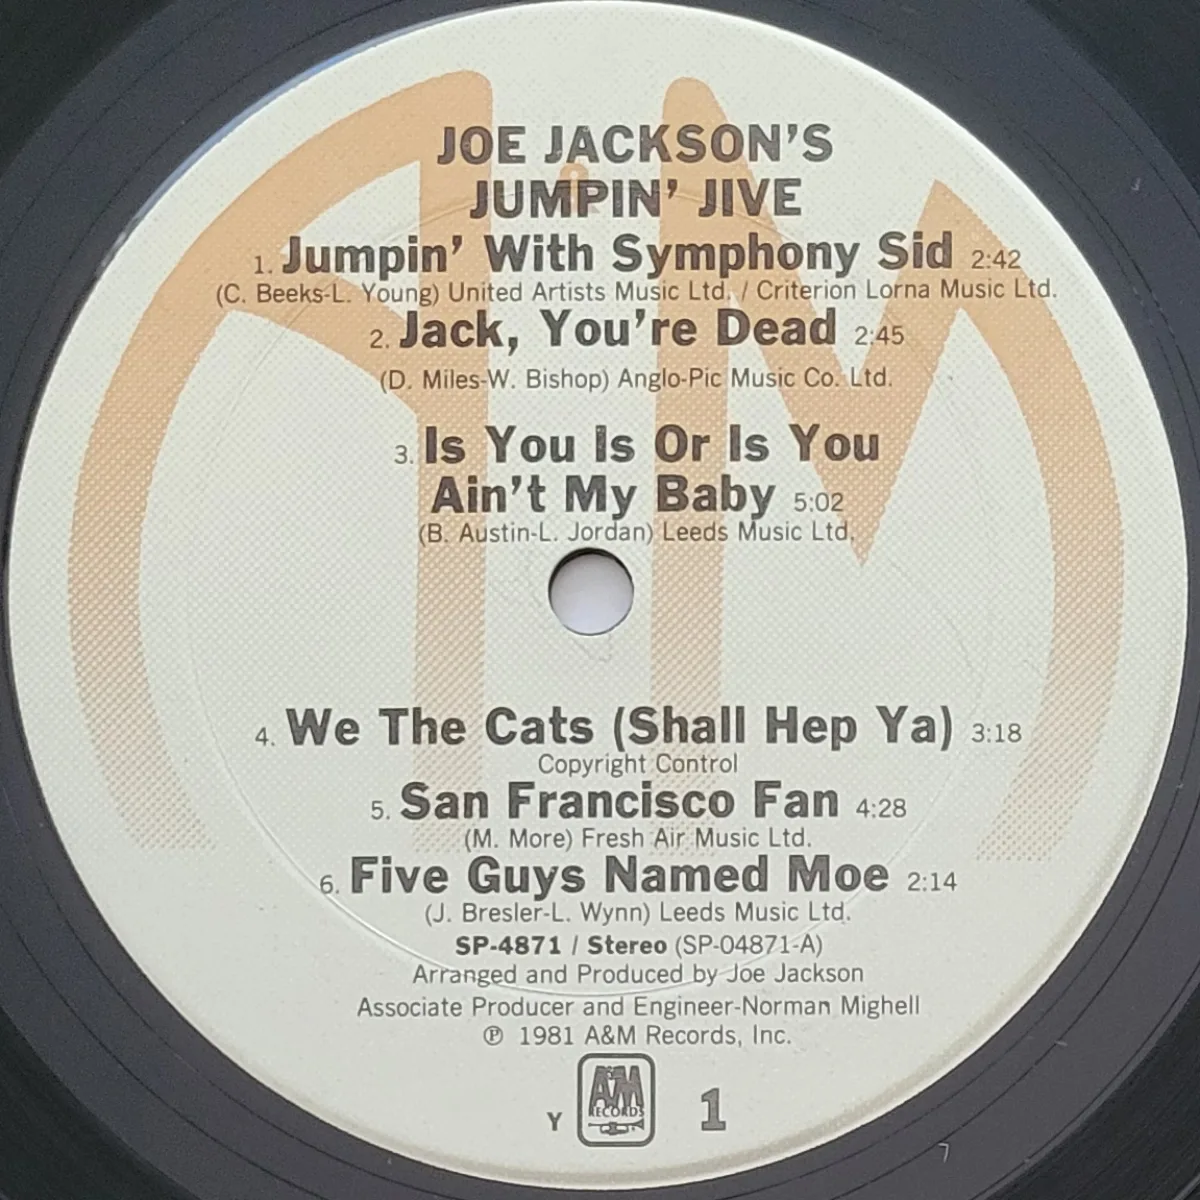 JOE JACKSON'S
JUMPIN' JIVE
1. Jumpin' With Symphony Sid 2:42
(C. Beeks-L. Young) United Artists Music Ltd. / Criterion Lorna Music Ltd.
2. Jack, You're Dead 2:45
(D. Miles-W. Bishop) Anglo-Pic Music Co. Ltd.
3. Is You Is Or Is You
Ain't My Baby 5:02
(B. Austin-L. Jordan) Leeds Music Ltd.
4. We The Cats (Shall Hep Ya) 3:18
Copyright Control
5. San Francisco Fan 4:28
(M. More) Fresh Air Music Ltd.
6. Five Guys Named Moe 2:14
(J. Bresler-L. Wynn) Leeds Music Ltd.
SP-4871 / Stereo (SP-04871-A)
Arranged and Produced by Joe Jackson
Associate Producer and Engineer-Norman Mighell
℗ 1981 A&M Records, Inc.
A&M
RECORDS
Y 1